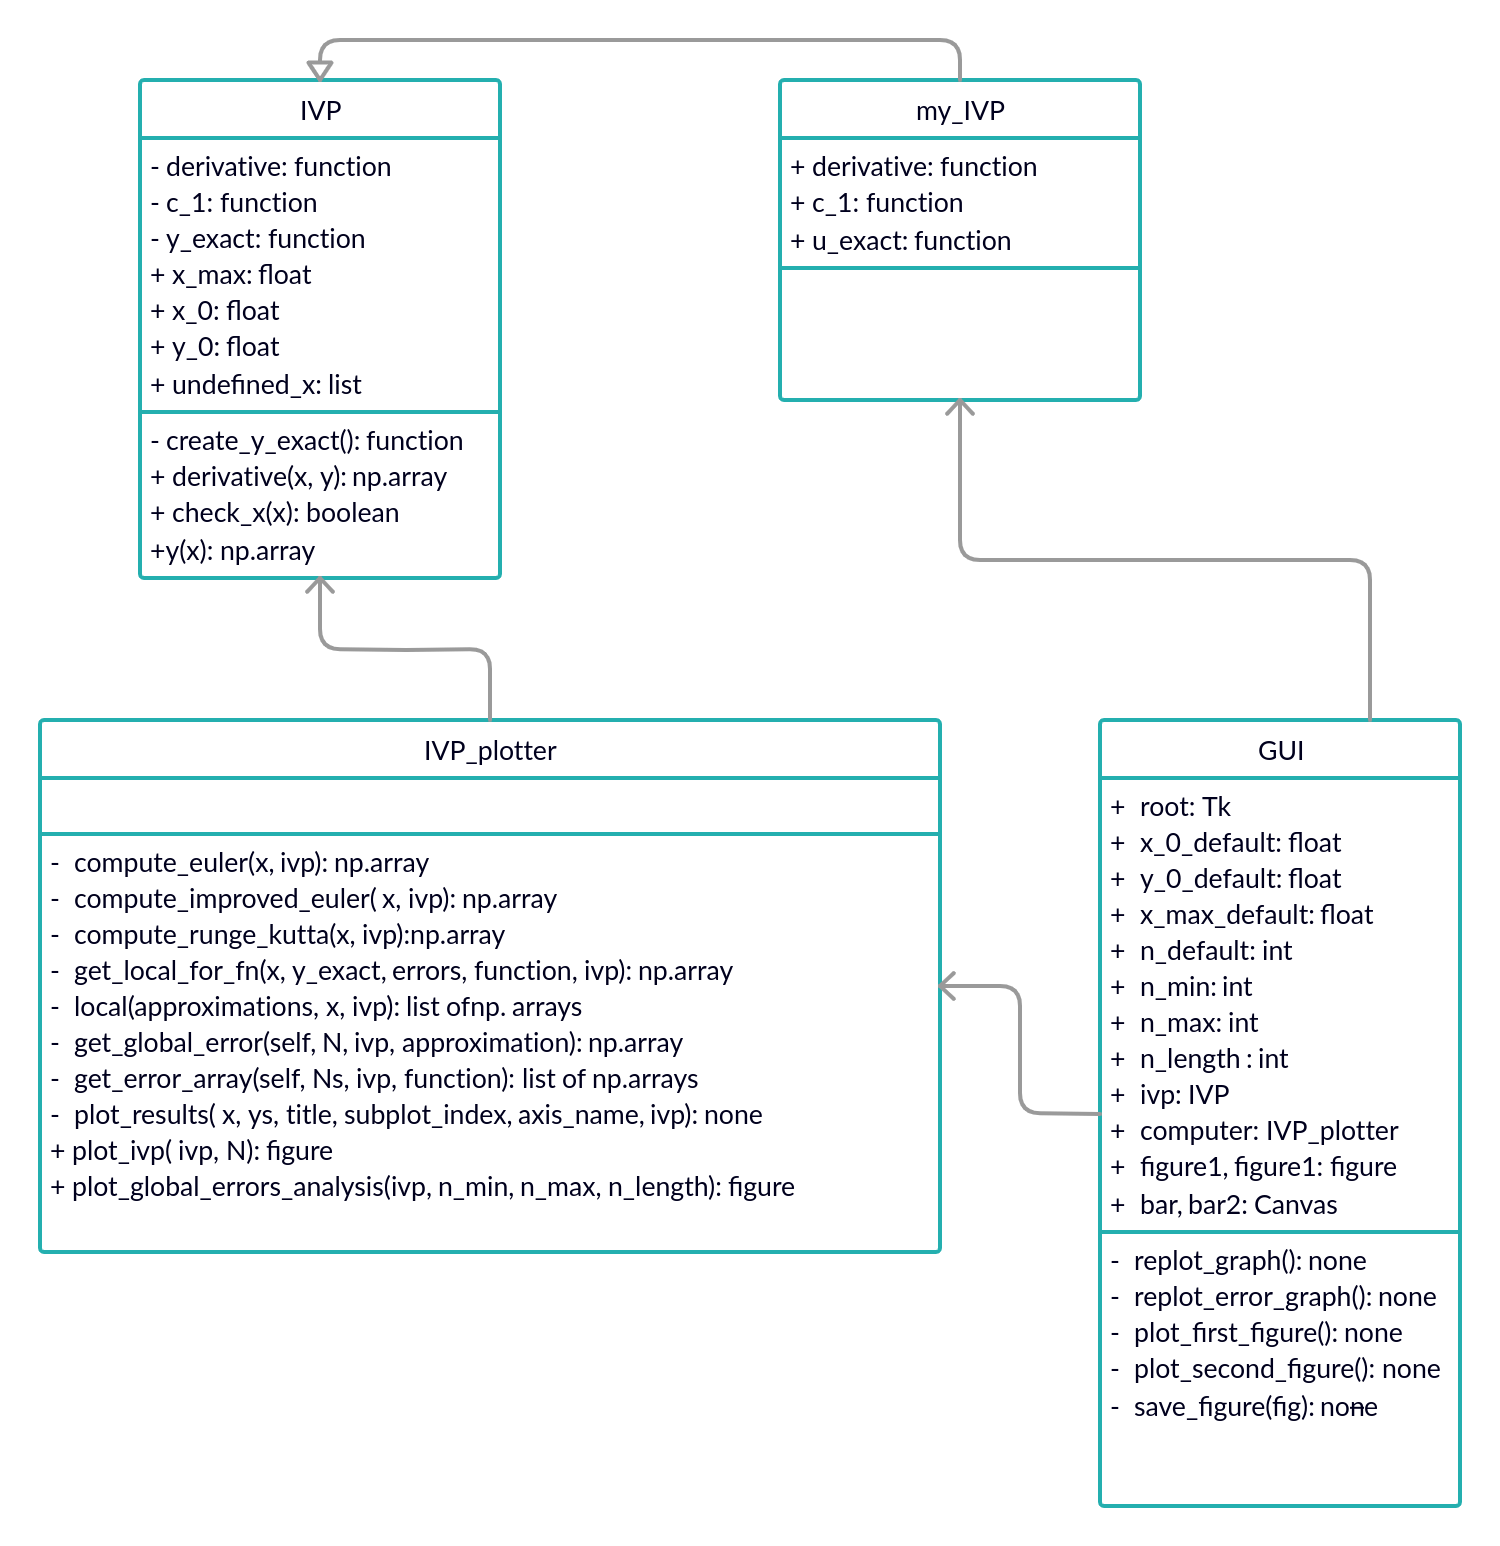 IVP
- derivative: function
- c_1: function
- y_exact: function
+ x_max: float
+ x_0: float
+ y_0: float
+ undefined_x: list
- create_y_exact(): function
+ derivative(x, y): np.array
+ check_x(x): boolean
+y(x): np.array
my_IVP
+ derivative: function
+ c_1: function
+ u_exact: function
IVP_plotter
- compute_euler(x, ivp): np.array
- compute_improved_euler( x, ivp): np.array
- compute_runge_kutta(x, ivp):np.array
- get_local_for_fn(x, y_exact, errors, function, ivp): np.array
- local(approximations, x, ivp): list ofnp. arrays
- get_global_error(self, N, ivp, approximation): np.array
- get_error_array(self, Ns, ivp, function): list of np.arrays
- plot_results( x, ys, title, subplot_index, axis_name, ivp): none
+ plot_ivp( ivp, N): figure
+ plot_global_errors_analysis(ivp, n_min, n_max, n_length): figure
GUI
+ root: Tk
+ x_0_default: float
+ y_0_default: float
+ x_max_default: float
+ n_default: int
+ n_min: int
+ n_max: int
+ n_length : int
+ ivp: IVP
+ computer: IVP_plotter
+ figure1, figure1: figure
+ bar, bar2: Canvas
- replot_graph(): none
- replot_error_graph(): none
- plot_first_figure(): none
- plot_second_figure(): none
- save_figure(fig): none